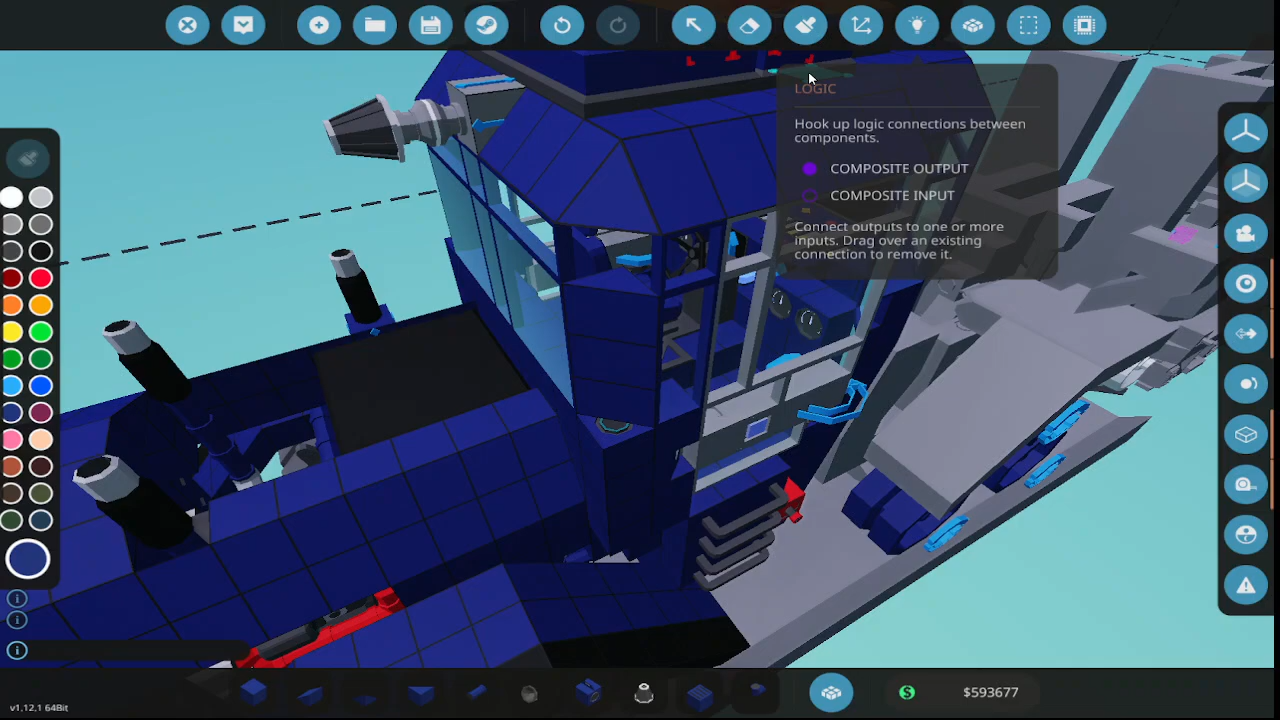 LOGIC
Hook up logic connections between
components.
COMPOSITE OUTPUT
COMPOSITE INPUT
Connect outputs to one or more
inputs. Drag over an existing
connection to remove it.
$ $593677
v1.12.1 64Bit